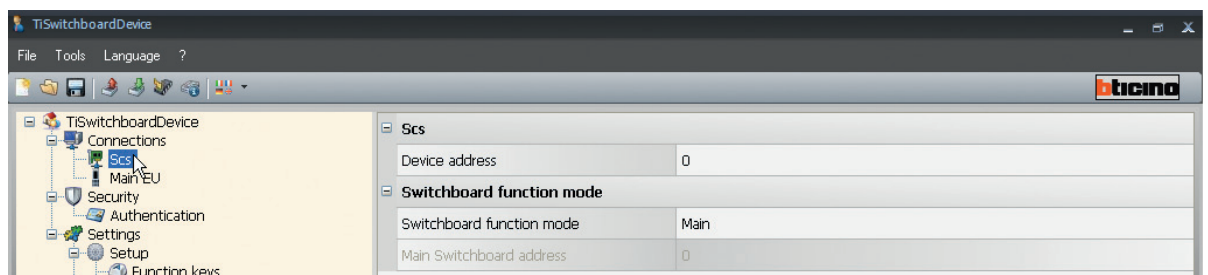 TiSwitchboardDevice
File Tools Language ?
bticino
TiSwitchboardDevice
Connections
Scs
Main EU
Security
Authentication
Settings
Setup
Function keys
Scs
Device address 0
Switchboard function mode
Switchboard function mode Main
Main Switchboard address 0